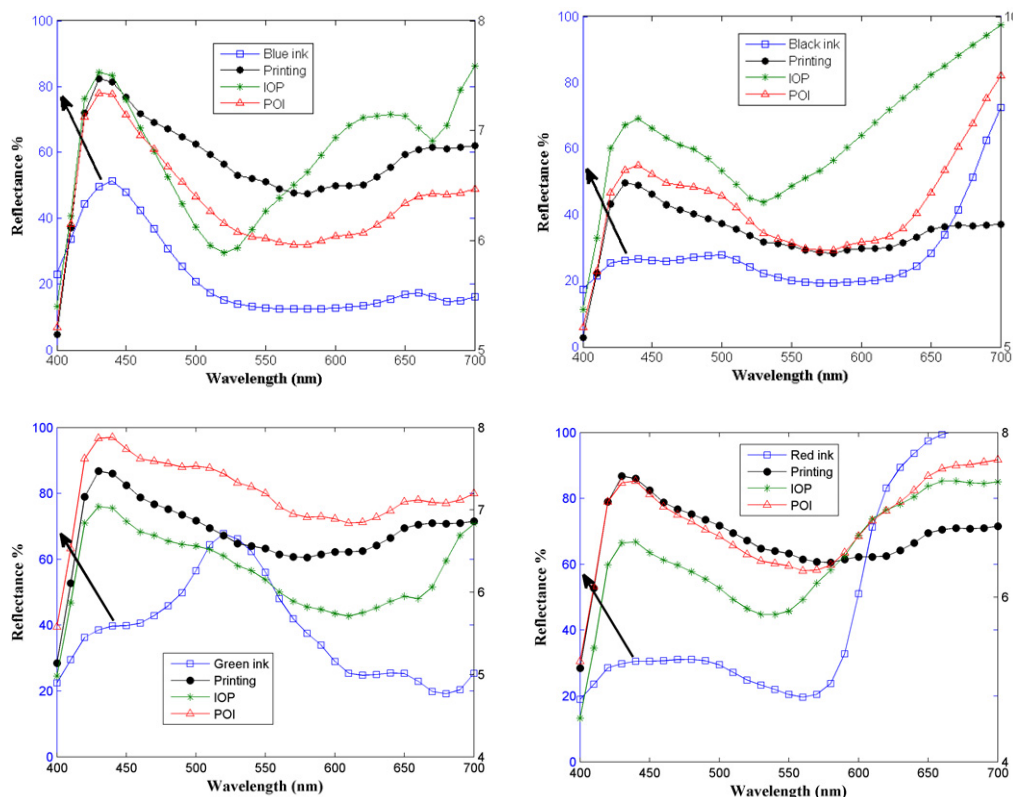 100
80
60
40
20
0
Reflectance %
8
7
6
5
Blue ink
Printing
IOP
POI
400
450
500
550
600
650
700
Wavelength (nm)
100
80
60
40
20
0
Reflectance %
10
5
Black ink
Printing
IOP
POI
400
450
500
550
600
650
700
Wavelength (nm)
100
80
60
40
20
0
Reflectance %
8
7
6
5
4
Green ink
Printing
IOP
POI
400
450
500
550
600
650
700
Wavelength (nm)
100
80
60
40
20
0
Reflectance %
8
6
4
Red ink
Printing
IOP
POI
400
450
500
550
600
650
700
Wavelength (nm)